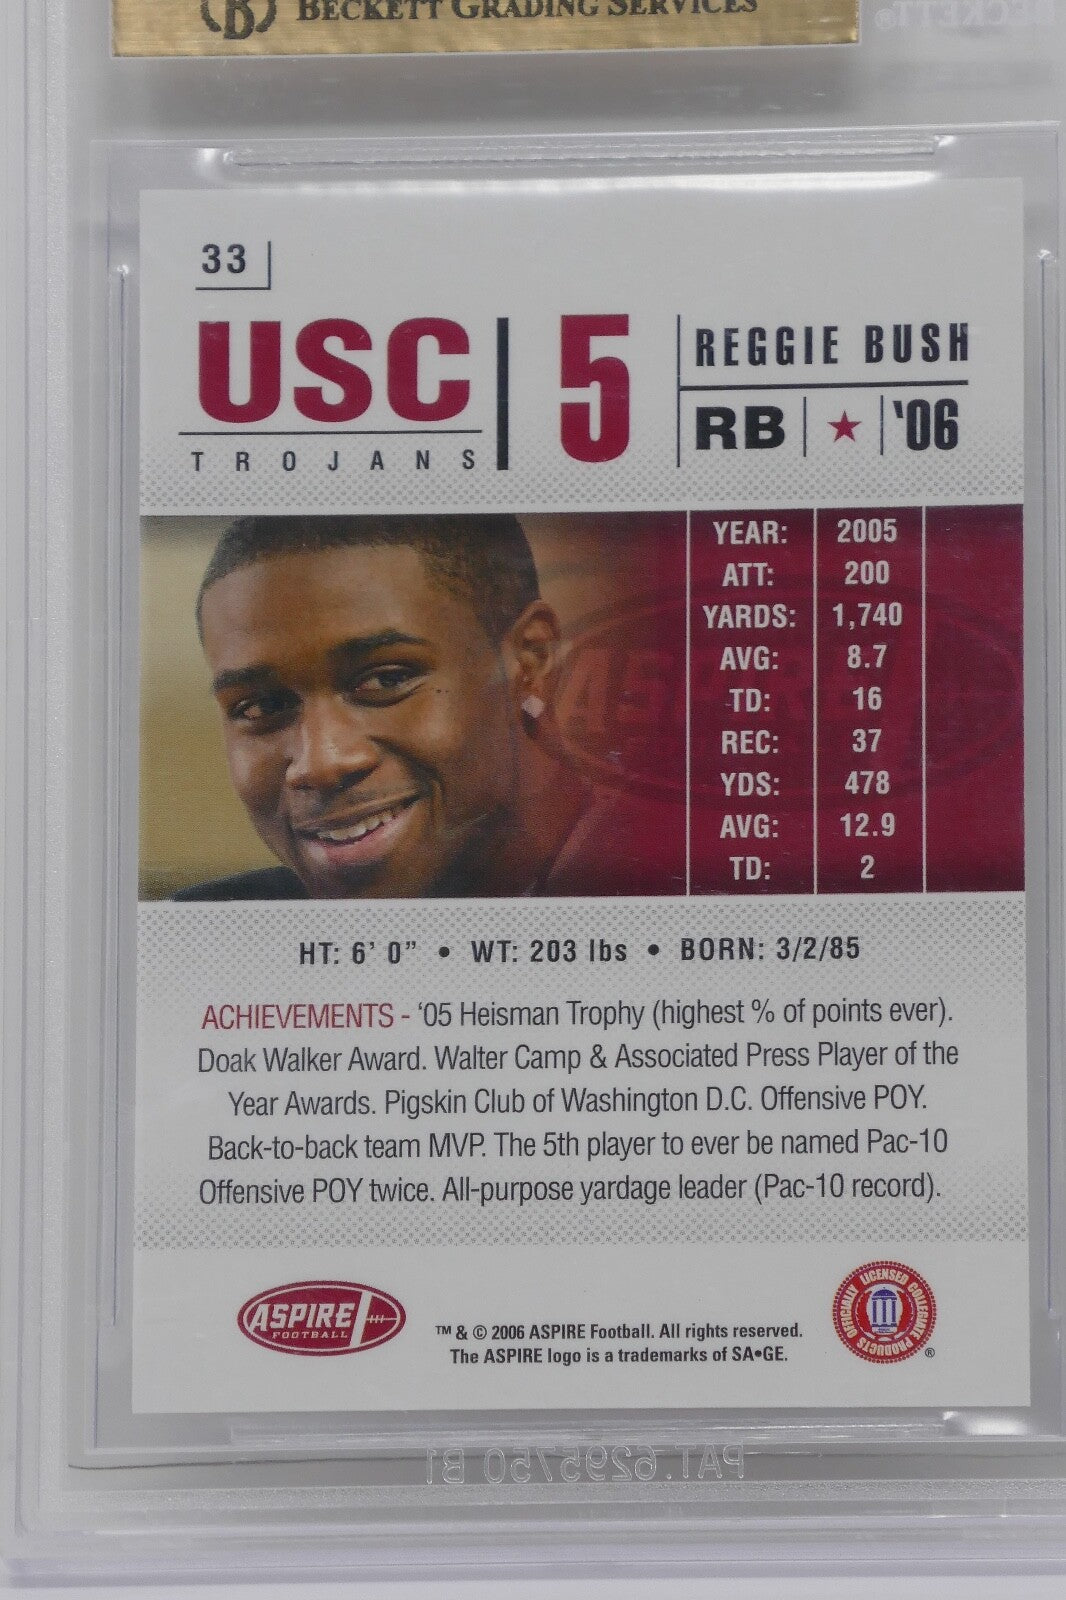 BECKETT GRADING SERVICES
BECKETT®
33
USC
TROJANS
5
REGGIE BUSH
RB ★ '06
YEAR: 2005
ATT: 200
YARDS: 1,740
AVG: 8.7
TD: 16
REC: 37
YDS: 478
AVG: 12.9
TD: 2
HT: 6' 0" • WT: 203 lbs • BORN: 3/2/85
ACHIEVEMENTS - '05 Heisman Trophy (highest % of points ever).
Doak Walker Award. Walter Camp & Associated Press Player of the
Year Awards. Pigskin Club of Washington D.C. Offensive POY.
Back-to-back team MVP. The 5th player to ever be named Pac-10
Offensive POY twice. All-purpose yardage leader (Pac-10 record).
ASPIRE
FOOTBALL
™ & © 2006 ASPIRE Football. All rights reserved.
The ASPIRE logo is a trademarks of SA•GE.
OFFICIALLY LICENSED COLLEGIATE PRODUCTS ®
PAT. 6295750 B1